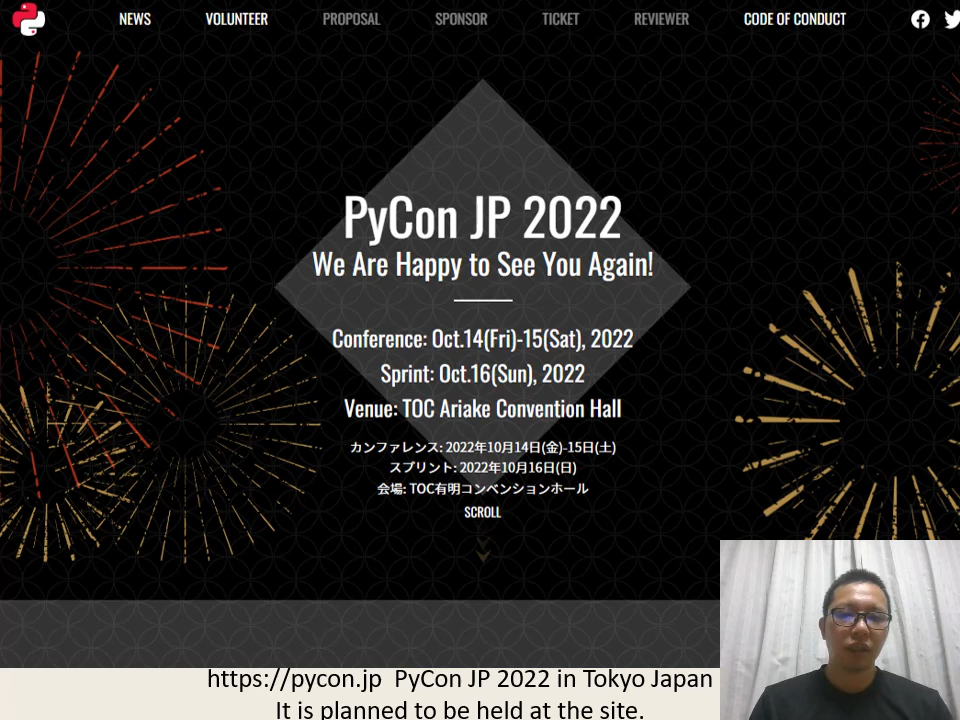 NEWS VOLUNTEER PROPOSAL SPONSOR TICKET REVIEWER CODE OF CONDUCT
PyCon JP 2022
We Are Happy to See You Again!
Conference: Oct.14(Fri)-15(Sat), 2022
Sprint: Oct.16(Sun), 2022
Venue: TOC Ariake Convention Hall
カンファレンス: 2022年10月14日(金)-15日(土)
スプリント: 2022年10月16日(日)
会場: TOC有明コンベンションホール
SCROLL
https://pycon.jp PyCon JP 2022 in Tokyo Japan
It is planned to be held at the site.